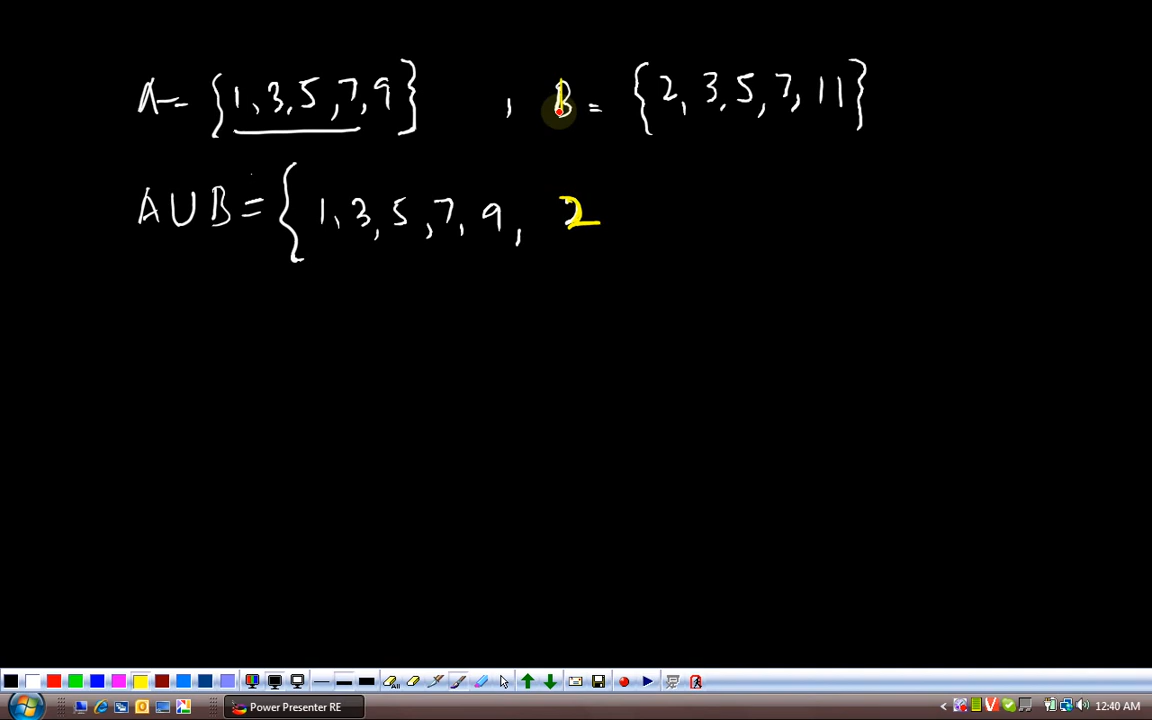 A = {1, 3, 5, 7, 9} , B = {2, 3, 5, 7, 11}
A ∪ B = { 1, 3, 5, 7, 9, 2
All
Power Presenter RE
12:40 AM